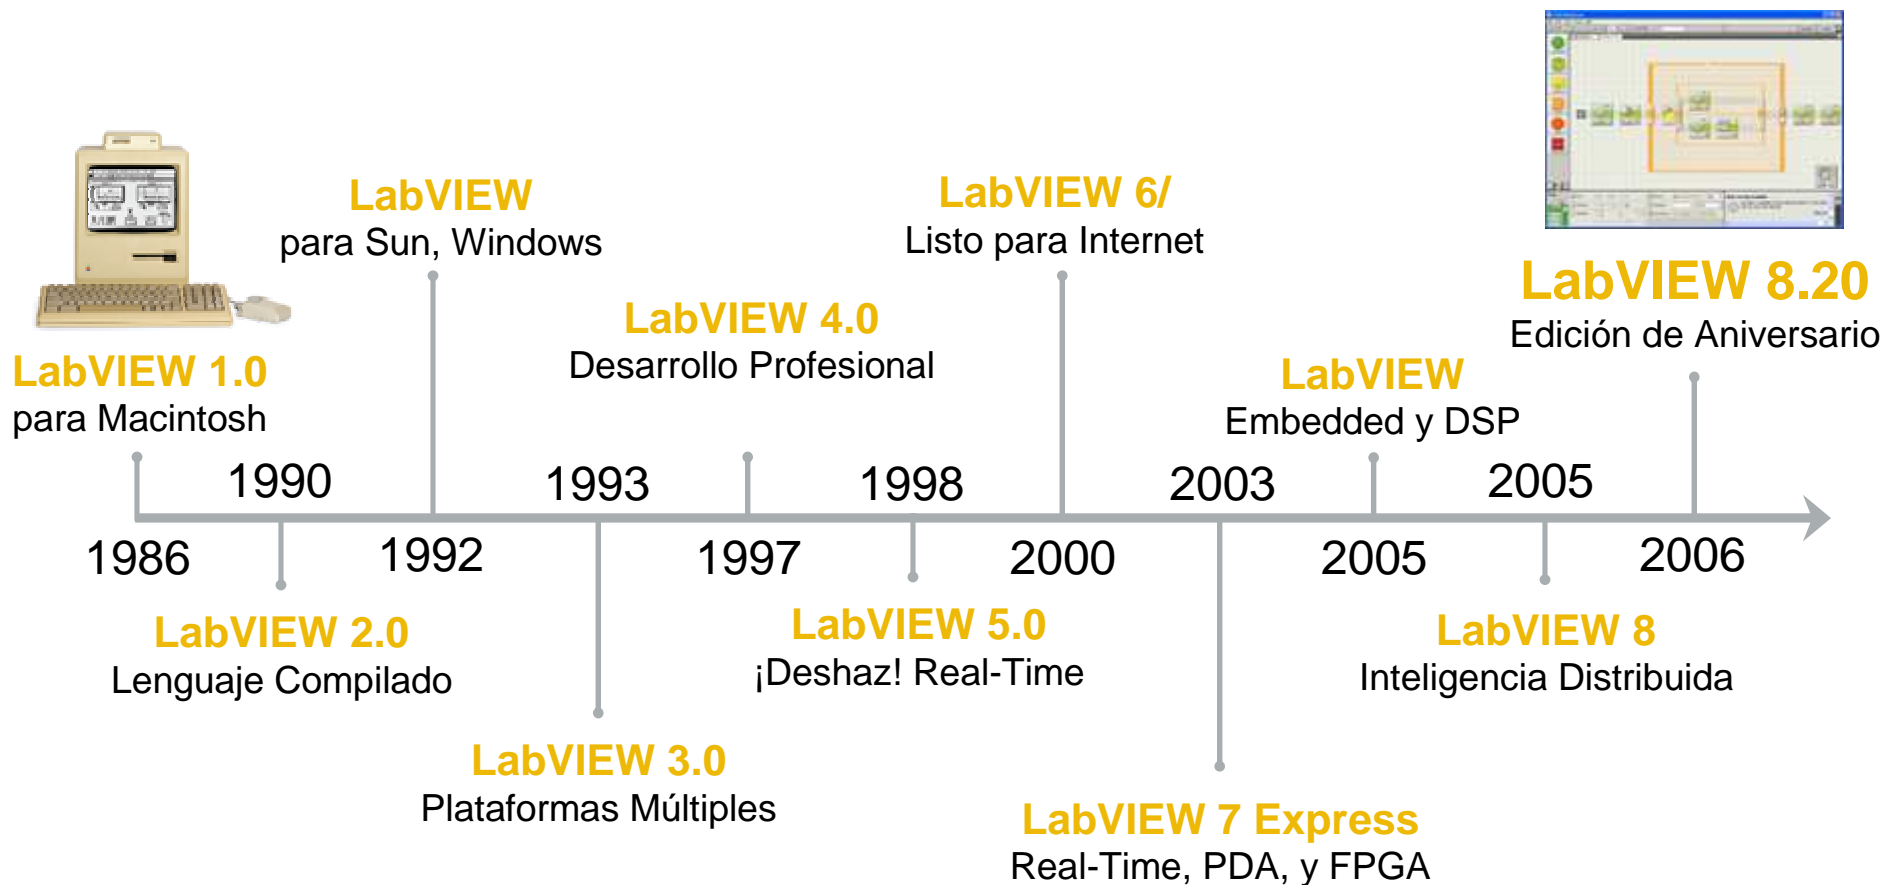 LabVIEW 1.0
para Macintosh
1986
1990
LabVIEW 2.0
Lenguaje Compilado
LabVIEW
para Sun, Windows
1992
1993
LabVIEW 3.0
Plataformas Múltiples
LabVIEW 4.0
Desarrollo Profesional
1997
1998
LabVIEW 5.0
¡Deshaz! Real-Time
LabVIEW 6/
Listo para Internet
2000
2003
LabVIEW 7 Express
Real-Time, PDA, y FPGA
LabVIEW
Embedded y DSP
2005
2005
LabVIEW 8
Inteligencia Distribuida
LabVIEW 8.20
Edición de Aniversario
2006